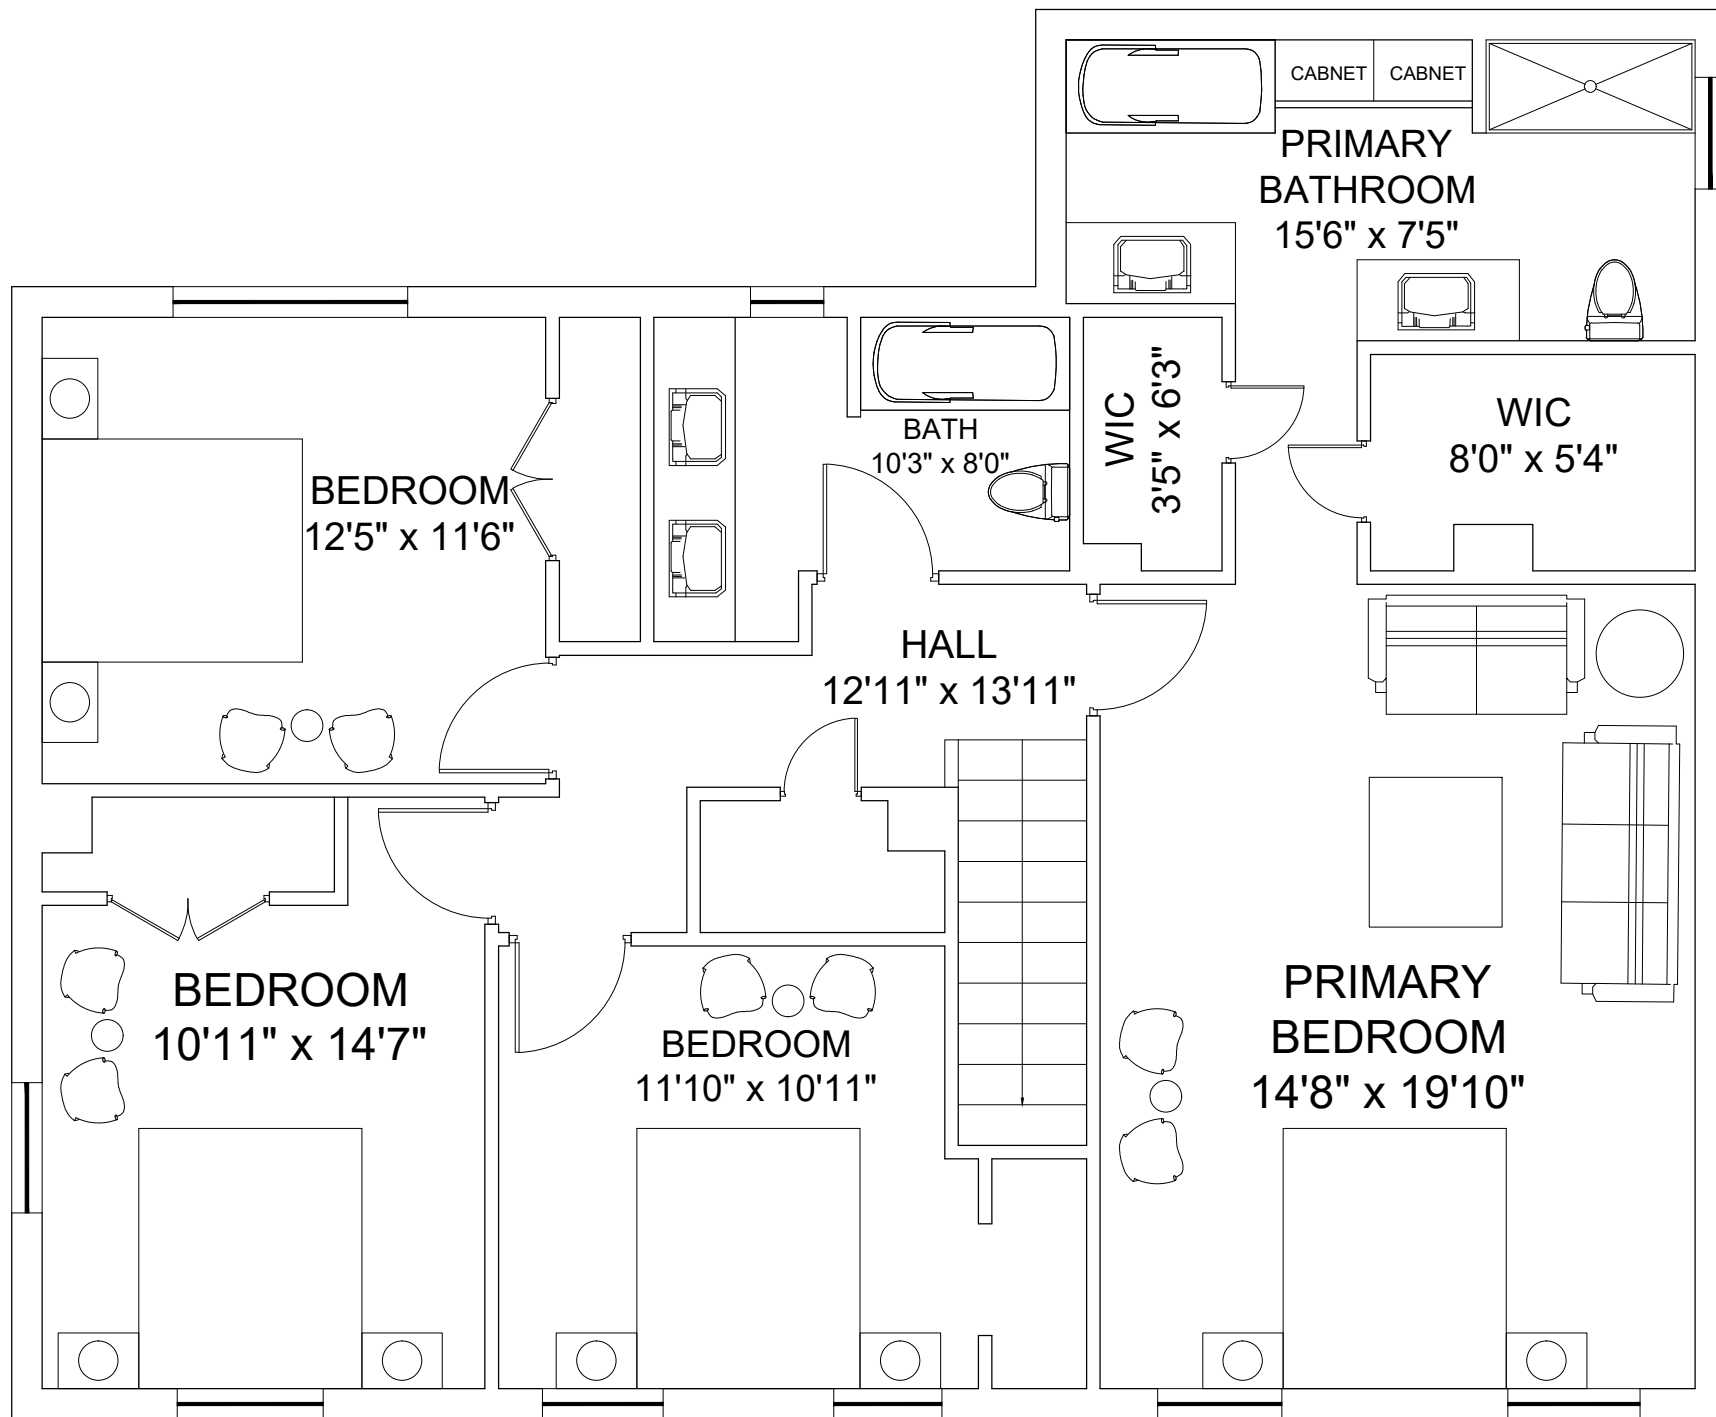 CABNET CABNET
PRIMARY
BATHROOM
15'6" x 7'5"
WIC
3'5" x 6'3"
WIC
8'0" x 5'4"
BATH
10'3" x 8'0"
BEDROOM
12'5" x 11'6"
HALL
12'11" x 13'11"
BEDROOM
10'11" x 14'7"
BEDROOM
11'10" x 10'11"
PRIMARY
BEDROOM
14'8" x 19'10"